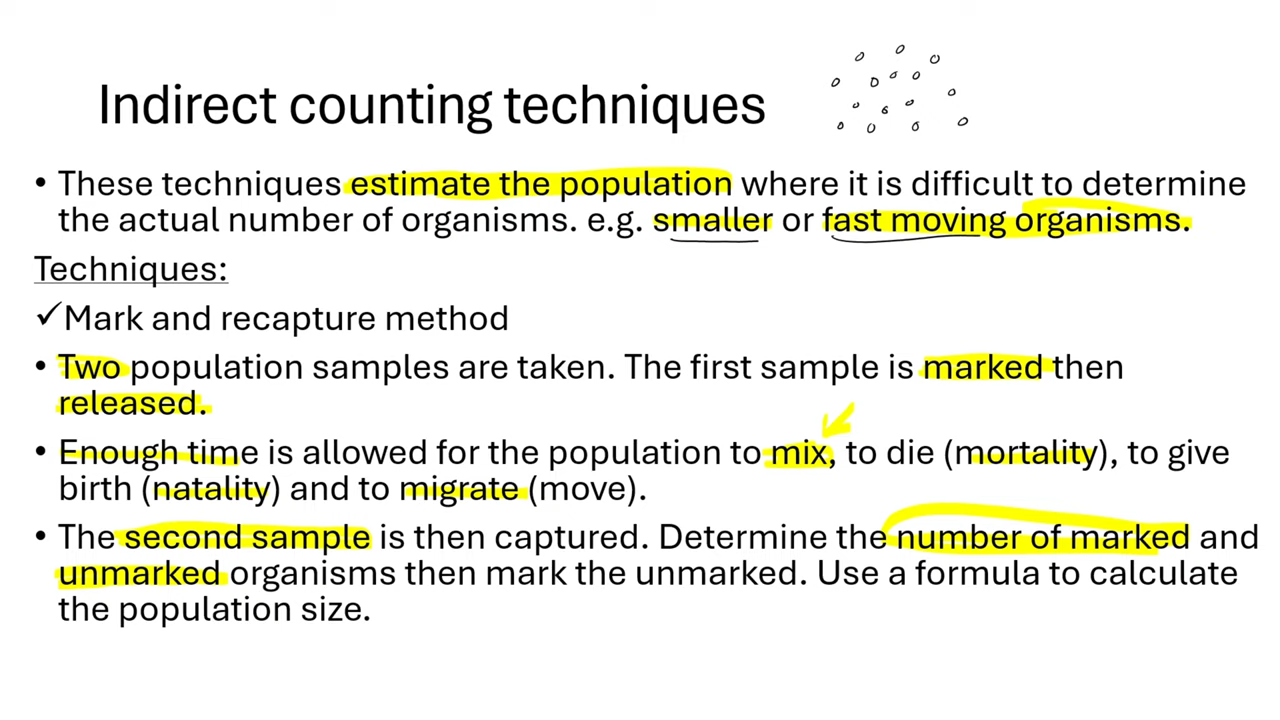 Indirect counting techniques
• These techniques estimate the population where it is difficult to determine
the actual number of organisms. e.g. smaller or fast moving organisms.
Techniques:
✓Mark and recapture method
• Two population samples are taken. The first sample is marked then
released.
• Enough time is allowed for the population to mix, to die (mortality), to give
birth (natality) and to migrate (move).
• The second sample is then captured. Determine the number of marked and
unmarked organisms then mark the unmarked. Use a formula to calculate
the population size.